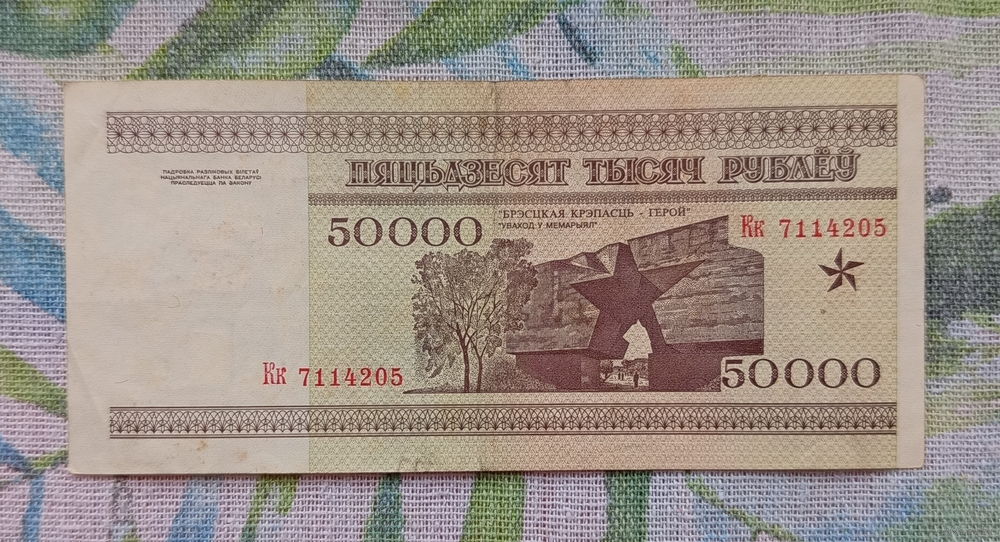 ПАДРОБКА РАЗЛІКОВЫХ БІЛЕТАЎ
НАЦЫЯНАЛЬНАГА БАНКА БЕЛАРУСІ
ПРАСЛЕДУЕЦЦА ПА ЗАКОНУ
ПЯЦЬДЗЕСЯТ ТЫСЯЧ РУБЛЁЎ
50000
"БРЭСЦКАЯ КРЭПАСЦЬ - ГЕРОЙ"
"УВАХОД У МЕМАРЫЯЛ"
Кк 7114205
Кк 7114205
50000